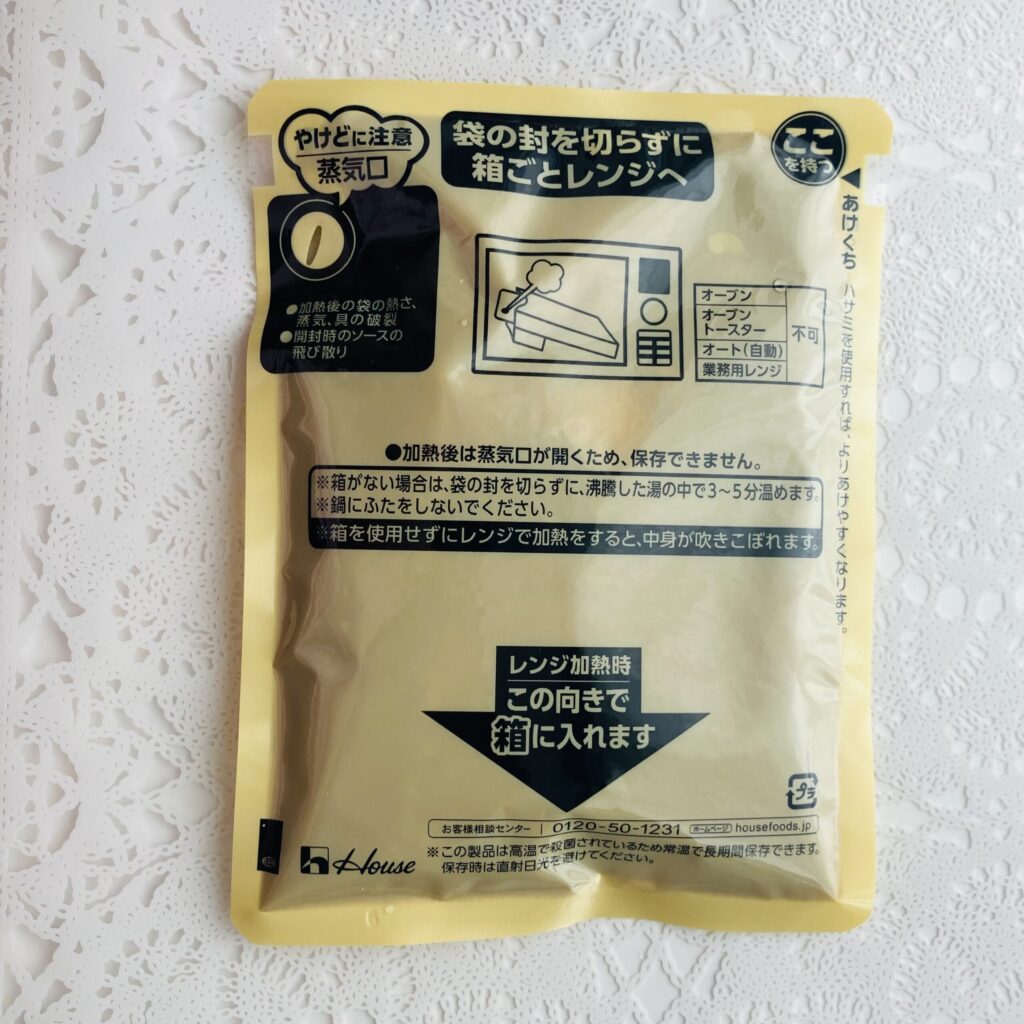 やけどに注意
蒸気口
●加熱後の袋の熱さ、
蒸気、具の破裂
●開封時のソースの
飛び散り
袋の封を切らずに
箱ごとレンジへ
ここ
を持つ
◀あけくち ハサミを使用すれば、よりあけやすくなります。
オーブン
オーブン
トースター
オート(自動)
業務用レンジ
不可
●加熱後は蒸気口が開くため、保存できません。
※箱がない場合は、袋の封を切らずに、沸騰した湯の中で3〜5分温めます。
※鍋にふたをしないでください。
※箱を使用せずにレンジで加熱をすると、中身が吹きこぼれます。
レンジ加熱時
この向きで
箱に入れます
プラ
お客様相談センター 0120-50-1231 ホームページ housefoods.jp
House
※この製品は高温で殺菌されているため常温で長期間保存できます。
保存時は直射日光を避けてください。